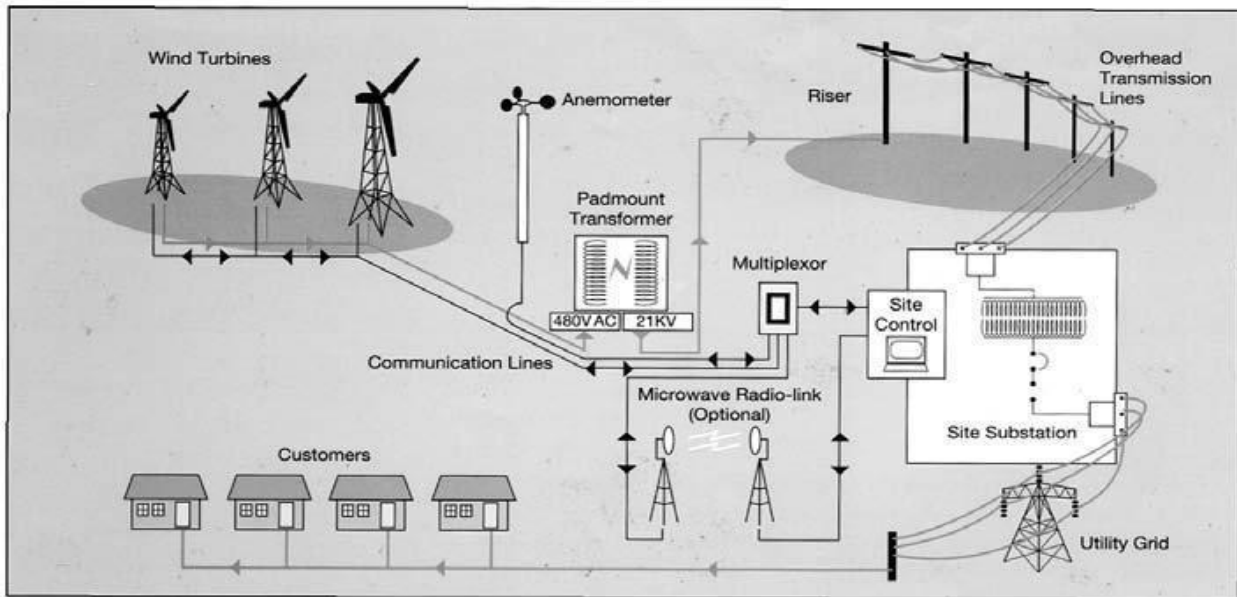 Wind Turbines
Anemometer
Riser
Overhead
Transmission
Lines
Padmount
Transformer
480V AC
21KV
Multiplexor
Site
Control
Communication Lines
Microwave Radio-link
(Optional)
Site Substation
Customers
Utility Grid